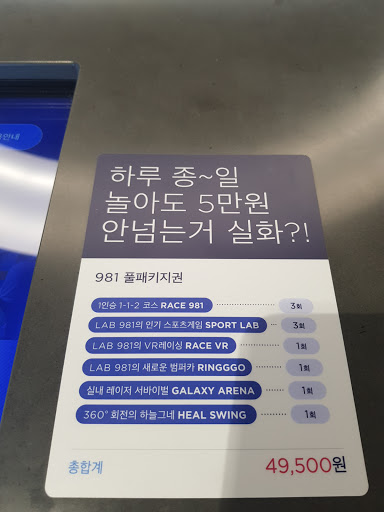 안내
하루 종~일
놀아도 5만원
안넘는거 실화?!
981 풀패키지권
1인승 1-1-2 코스 RACE 981 3회
LAB 981의 인기 스포츠게임 SPORT LAB 3회
LAB 981의 VR레이싱 RACE VR 1회
LAB 981의 새로운 범퍼카 RINGGGO 1회
실내 레이저 서바이벌 GALAXY ARENA 1회
360° 회전의 하늘그네 HEAL SWING 1회
총합계 49,500원